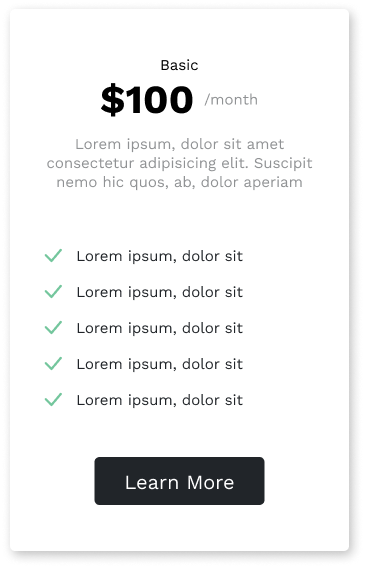 Basic
$100 /month
Lorem ipsum, dolor sit amet
consectetur adipisicing elit. Suscipit
nemo hic quos, ab, dolor aperiam
Lorem ipsum, dolor sit
Lorem ipsum, dolor sit
Lorem ipsum, dolor sit
Lorem ipsum, dolor sit
Lorem ipsum, dolor sit
Learn More